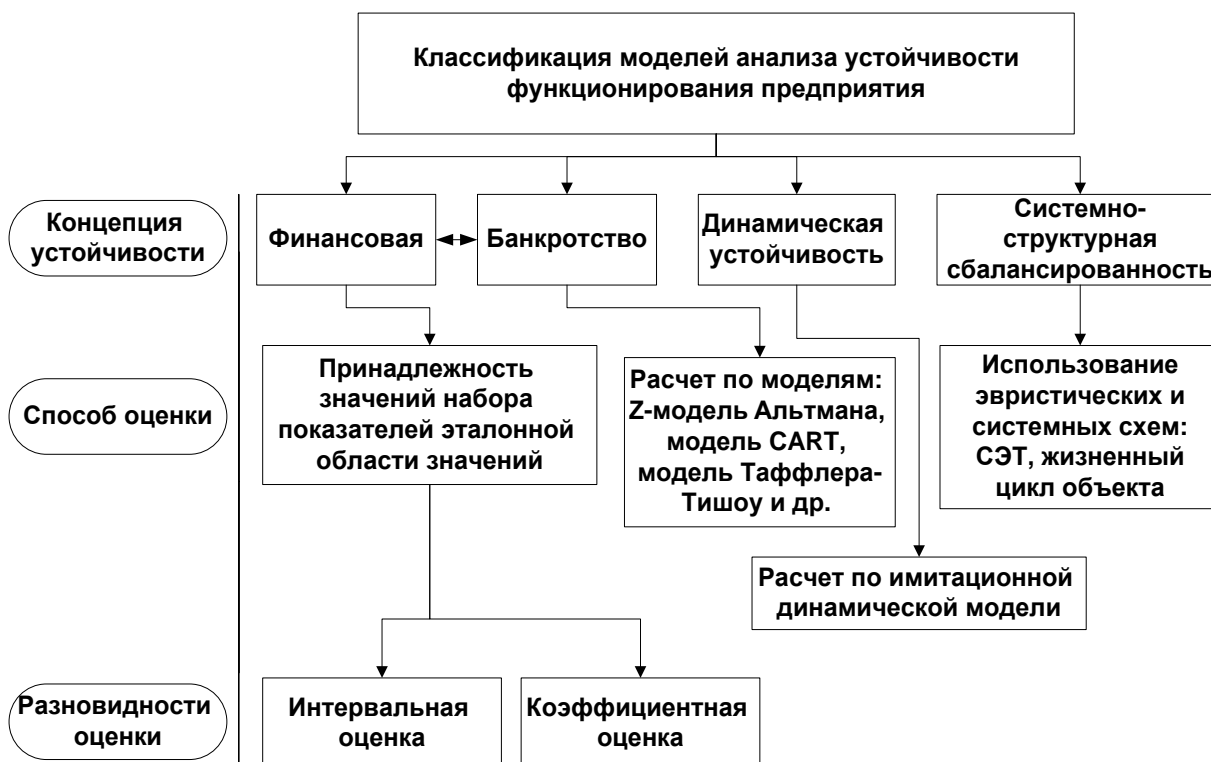 Классификация моделей анализа устойчивости
функционирования предприятия
Концепция
устойчивости
Финансовая
Банкротство
Динамическая
устойчивость
Системно-
структурная
сбалансированность
Способ оценки
Принадлежность
значений набора
показателей эталонной
области значений
Расчет по моделям:
Z-модель Альтмана,
модель CART,
модель Таффлера-
Тишоу и др.
Использование
эвристических и
системных схем:
СЭТ, жизненный
цикл объекта
Расчет по имитационной
динамической модели
Разновидности
оценки
Интервальная
оценка
Коэффициентная
оценка